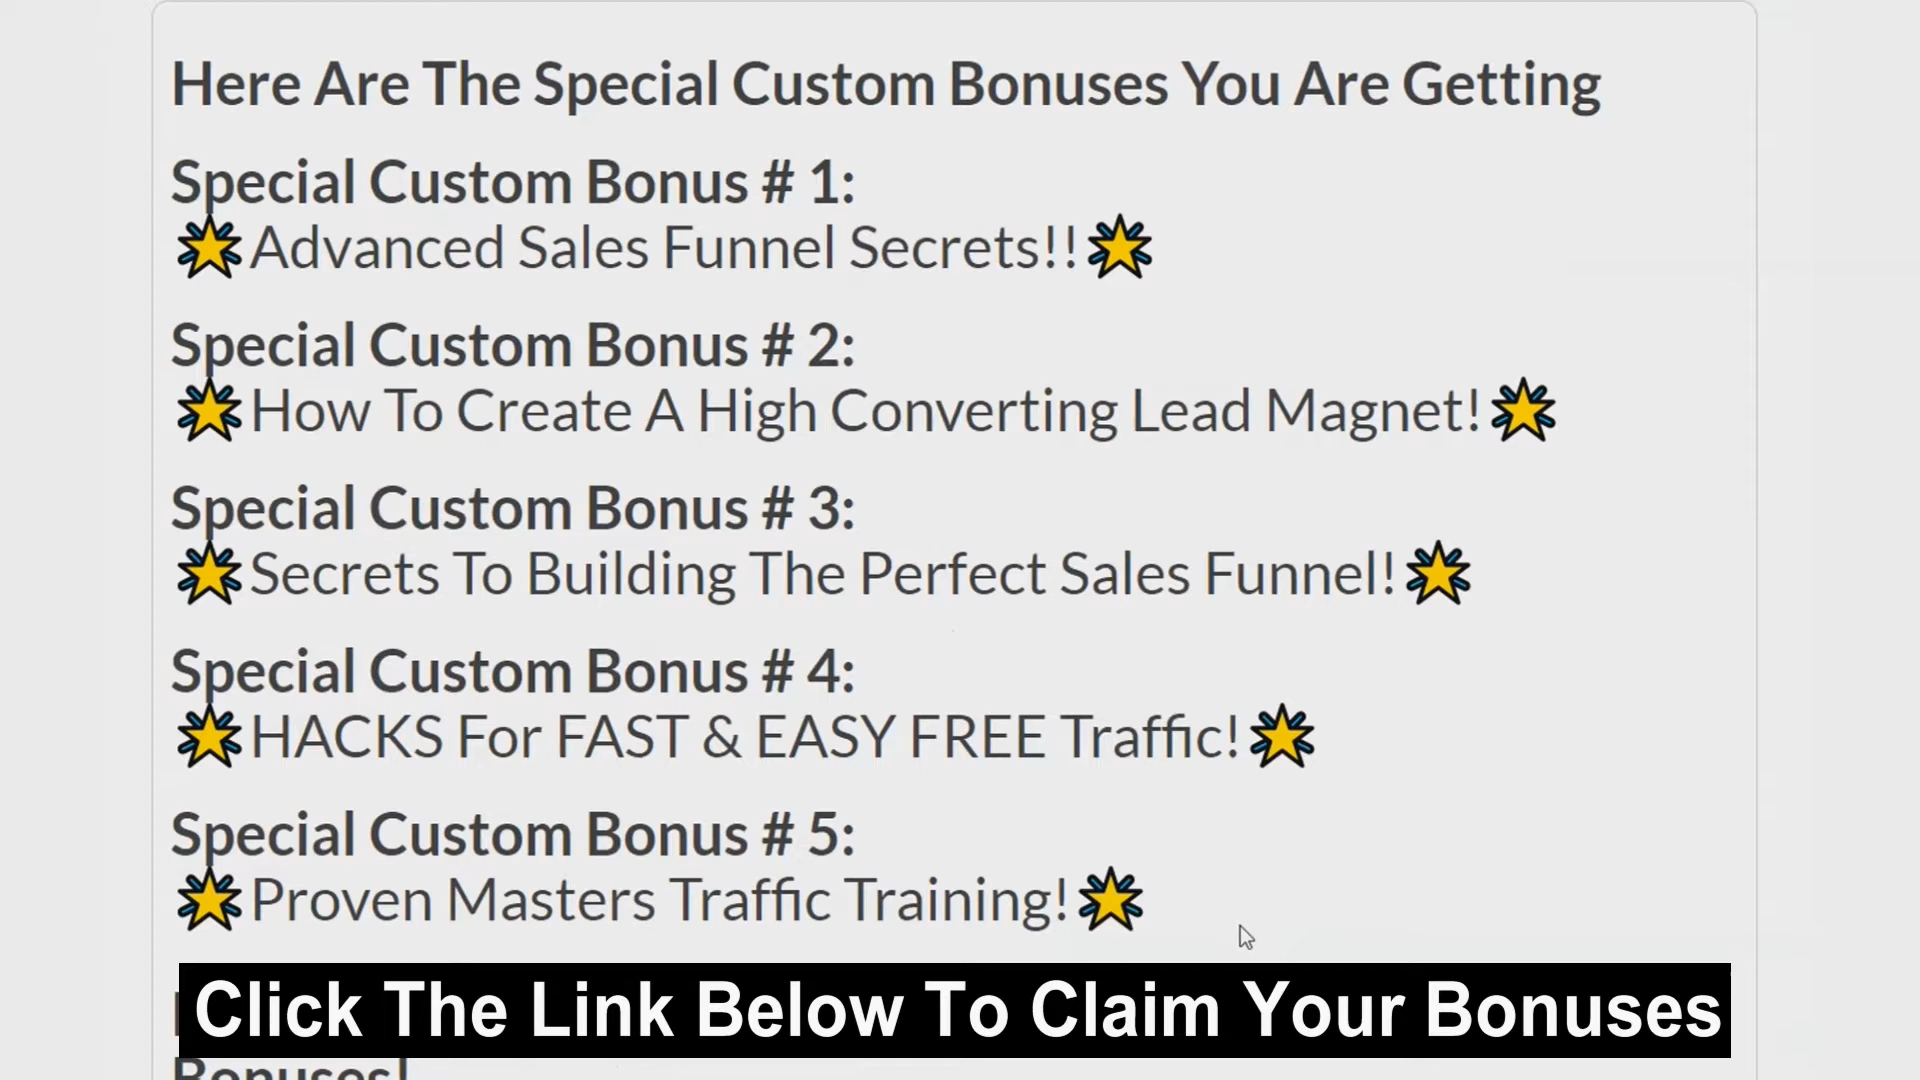 Here Are The Special Custom Bonuses You Are Getting
Special Custom Bonus # 1:
Advanced Sales Funnel Secrets!!
Special Custom Bonus # 2:
How To Create A High Converting Lead Magnet!
Special Custom Bonus # 3:
Secrets To Building The Perfect Sales Funnel!
Special Custom Bonus # 4:
HACKS For FAST & EASY FREE Traffic!
Special Custom Bonus # 5:
Proven Masters Traffic Training!
Click The Link Below To Claim Your Bonuses
Bonuses!